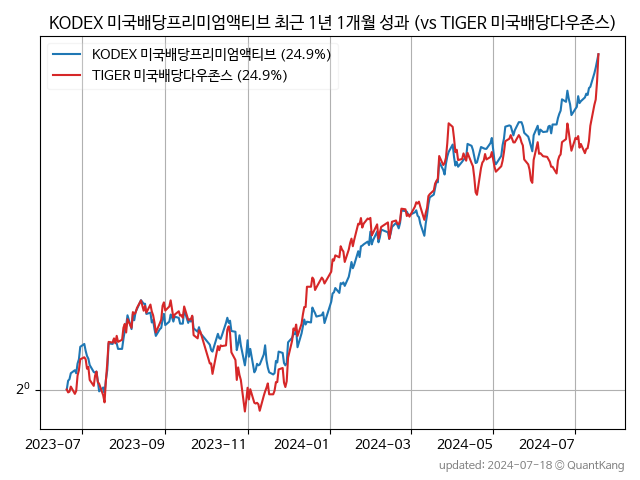 KODEX 미국배당프리미엄액티브 최근 1년 1개월 성과 (vs TIGER 미국배당다우존스)
KODEX 미국배당프리미엄액티브 (24.9%)
TIGER 미국배당다우존스 (24.9%)
2⁰
2023-07 2023-09 2023-11 2024-01 2024-03 2024-05 2024-07
updated: 2024-07-18 © QuantKang